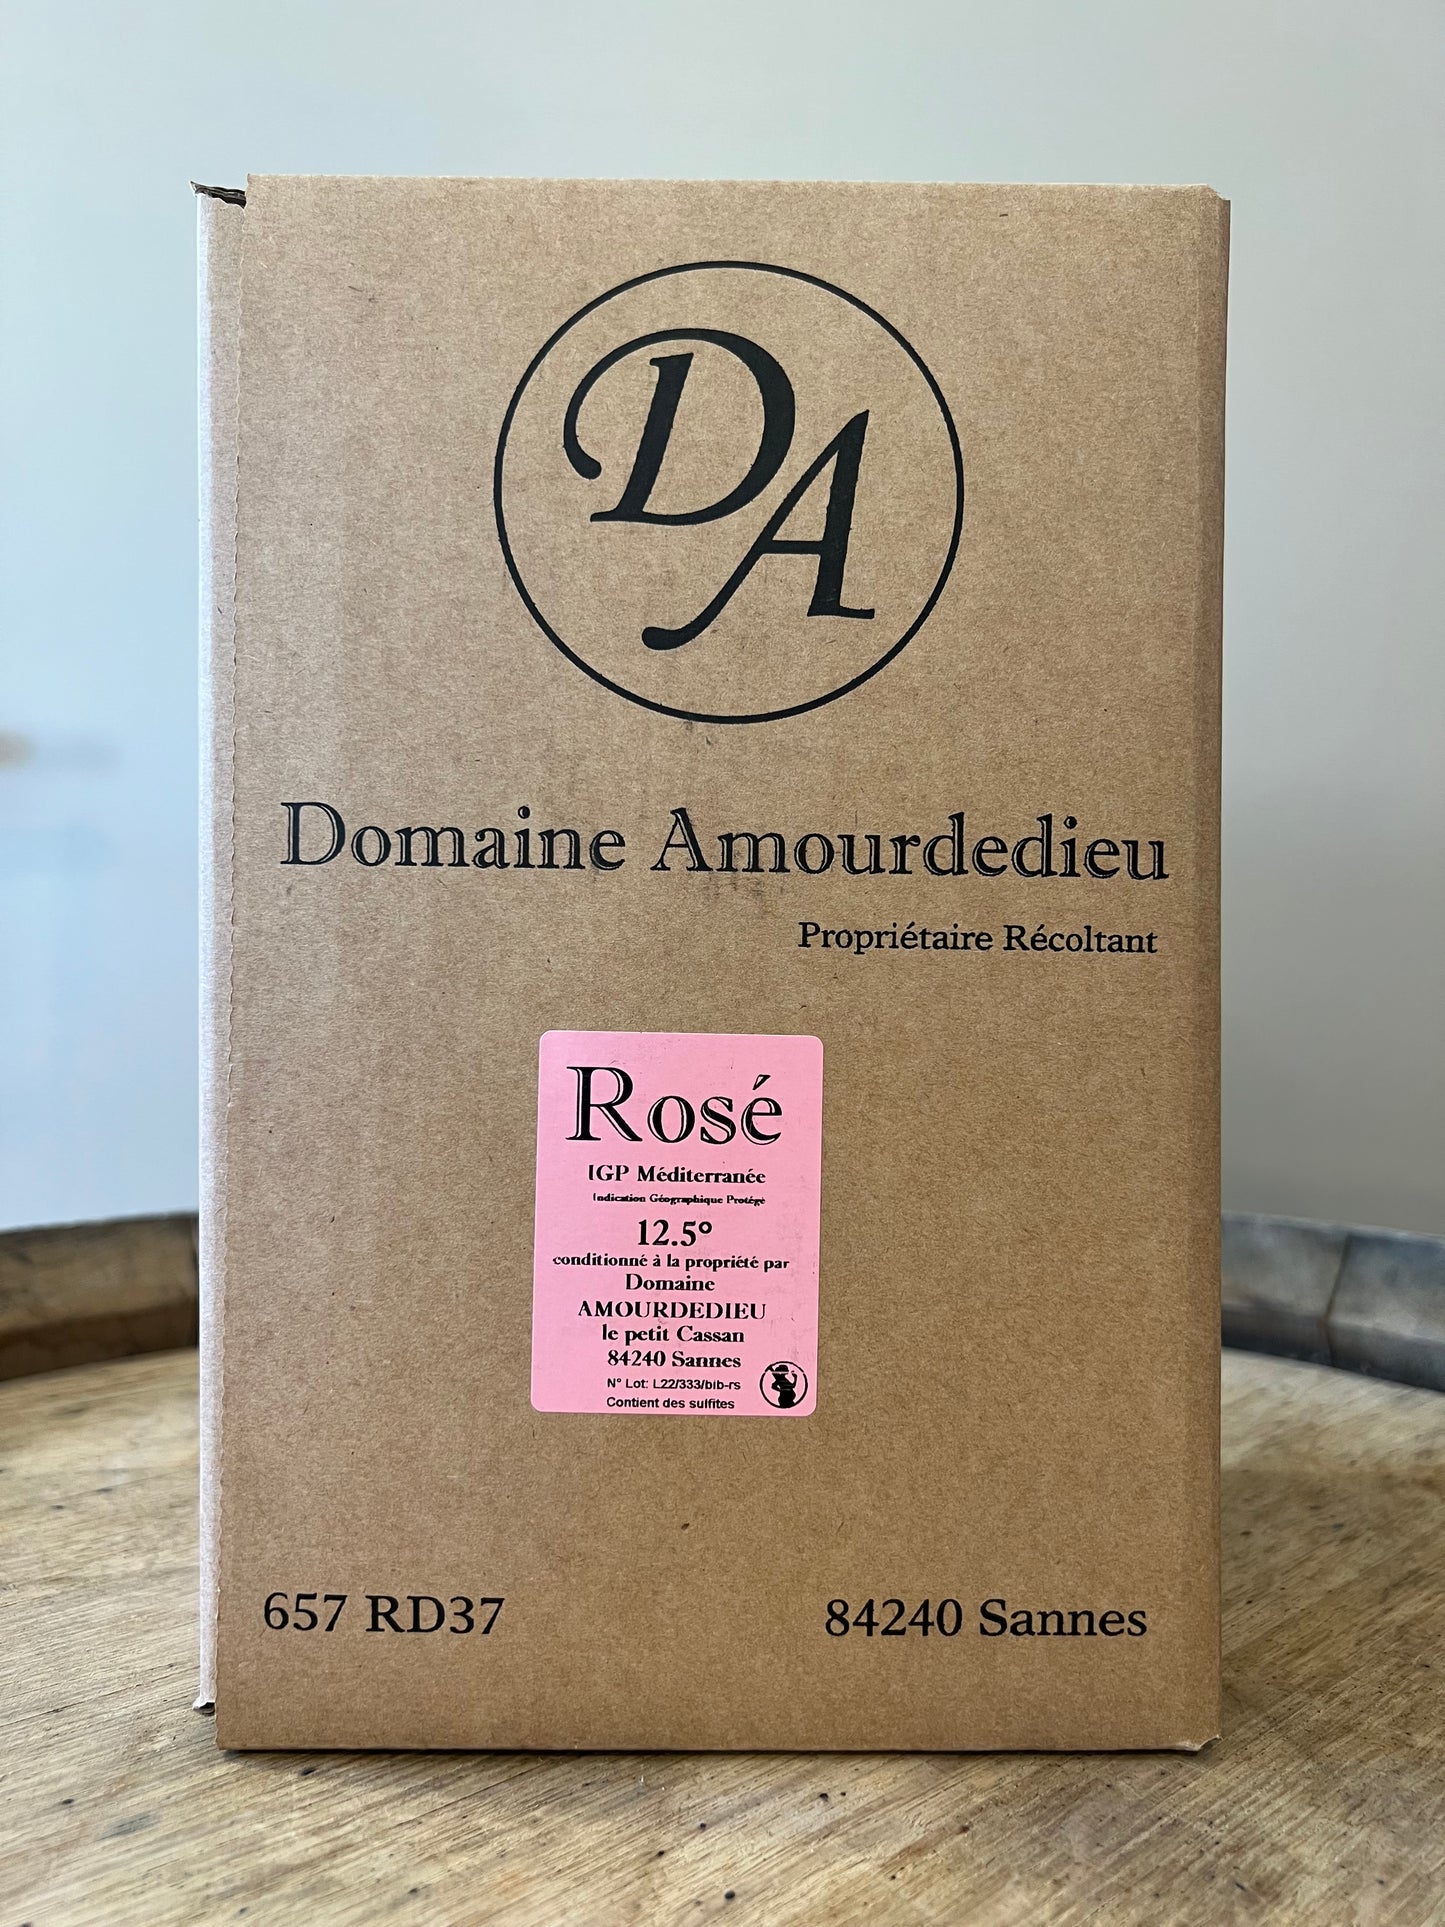 DA
Domaine Amourdedieu
Propriétaire Récoltant
Rosé
IGP Méditerranée
Indication Géographique Protégé
12.5°
conditionné à la propriété par
Domaine
AMOURDEDIEU
le petit Cassan
84240 Sannes
N° Lot: L22/333/bib-rs
Contient des sulfites
657 RD37
84240 Sannes